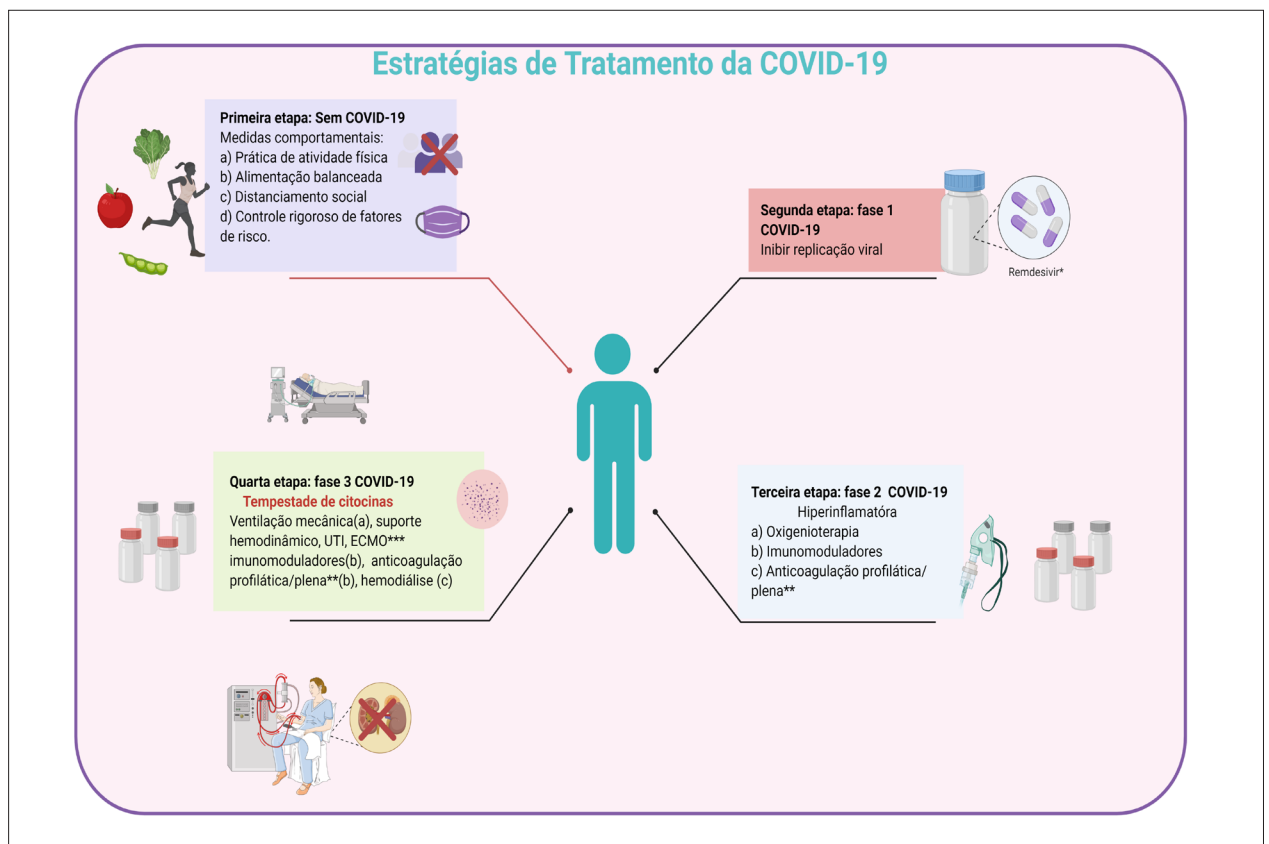 Estratégias de Tratamento da COVID-19
Primeira etapa: Sem COVID-19
Medidas comportamentais:
a) Prática de atividade física
b) Alimentação balanceada
c) Distanciamento social
d) Controle rigoroso de fatores
de risco.
Segunda etapa: fase 1
COVID-19
Inibir replicação viral
Remdesivir*
Quarta etapa: fase 3 COVID-19
Tempestade de citocinas
Ventilação mecânica(a), suporte
hemodinâmico, UTI, ECMO***
imunomoduladores(b), anticoagulação
profilática/plena**(b), hemodiálise (c)
Terceira etapa: fase 2 COVID-19
Hiperinflamatóra
a) Oxigenioterapia
b) Imunomoduladores
c) Anticoagulação profilática/
plena**